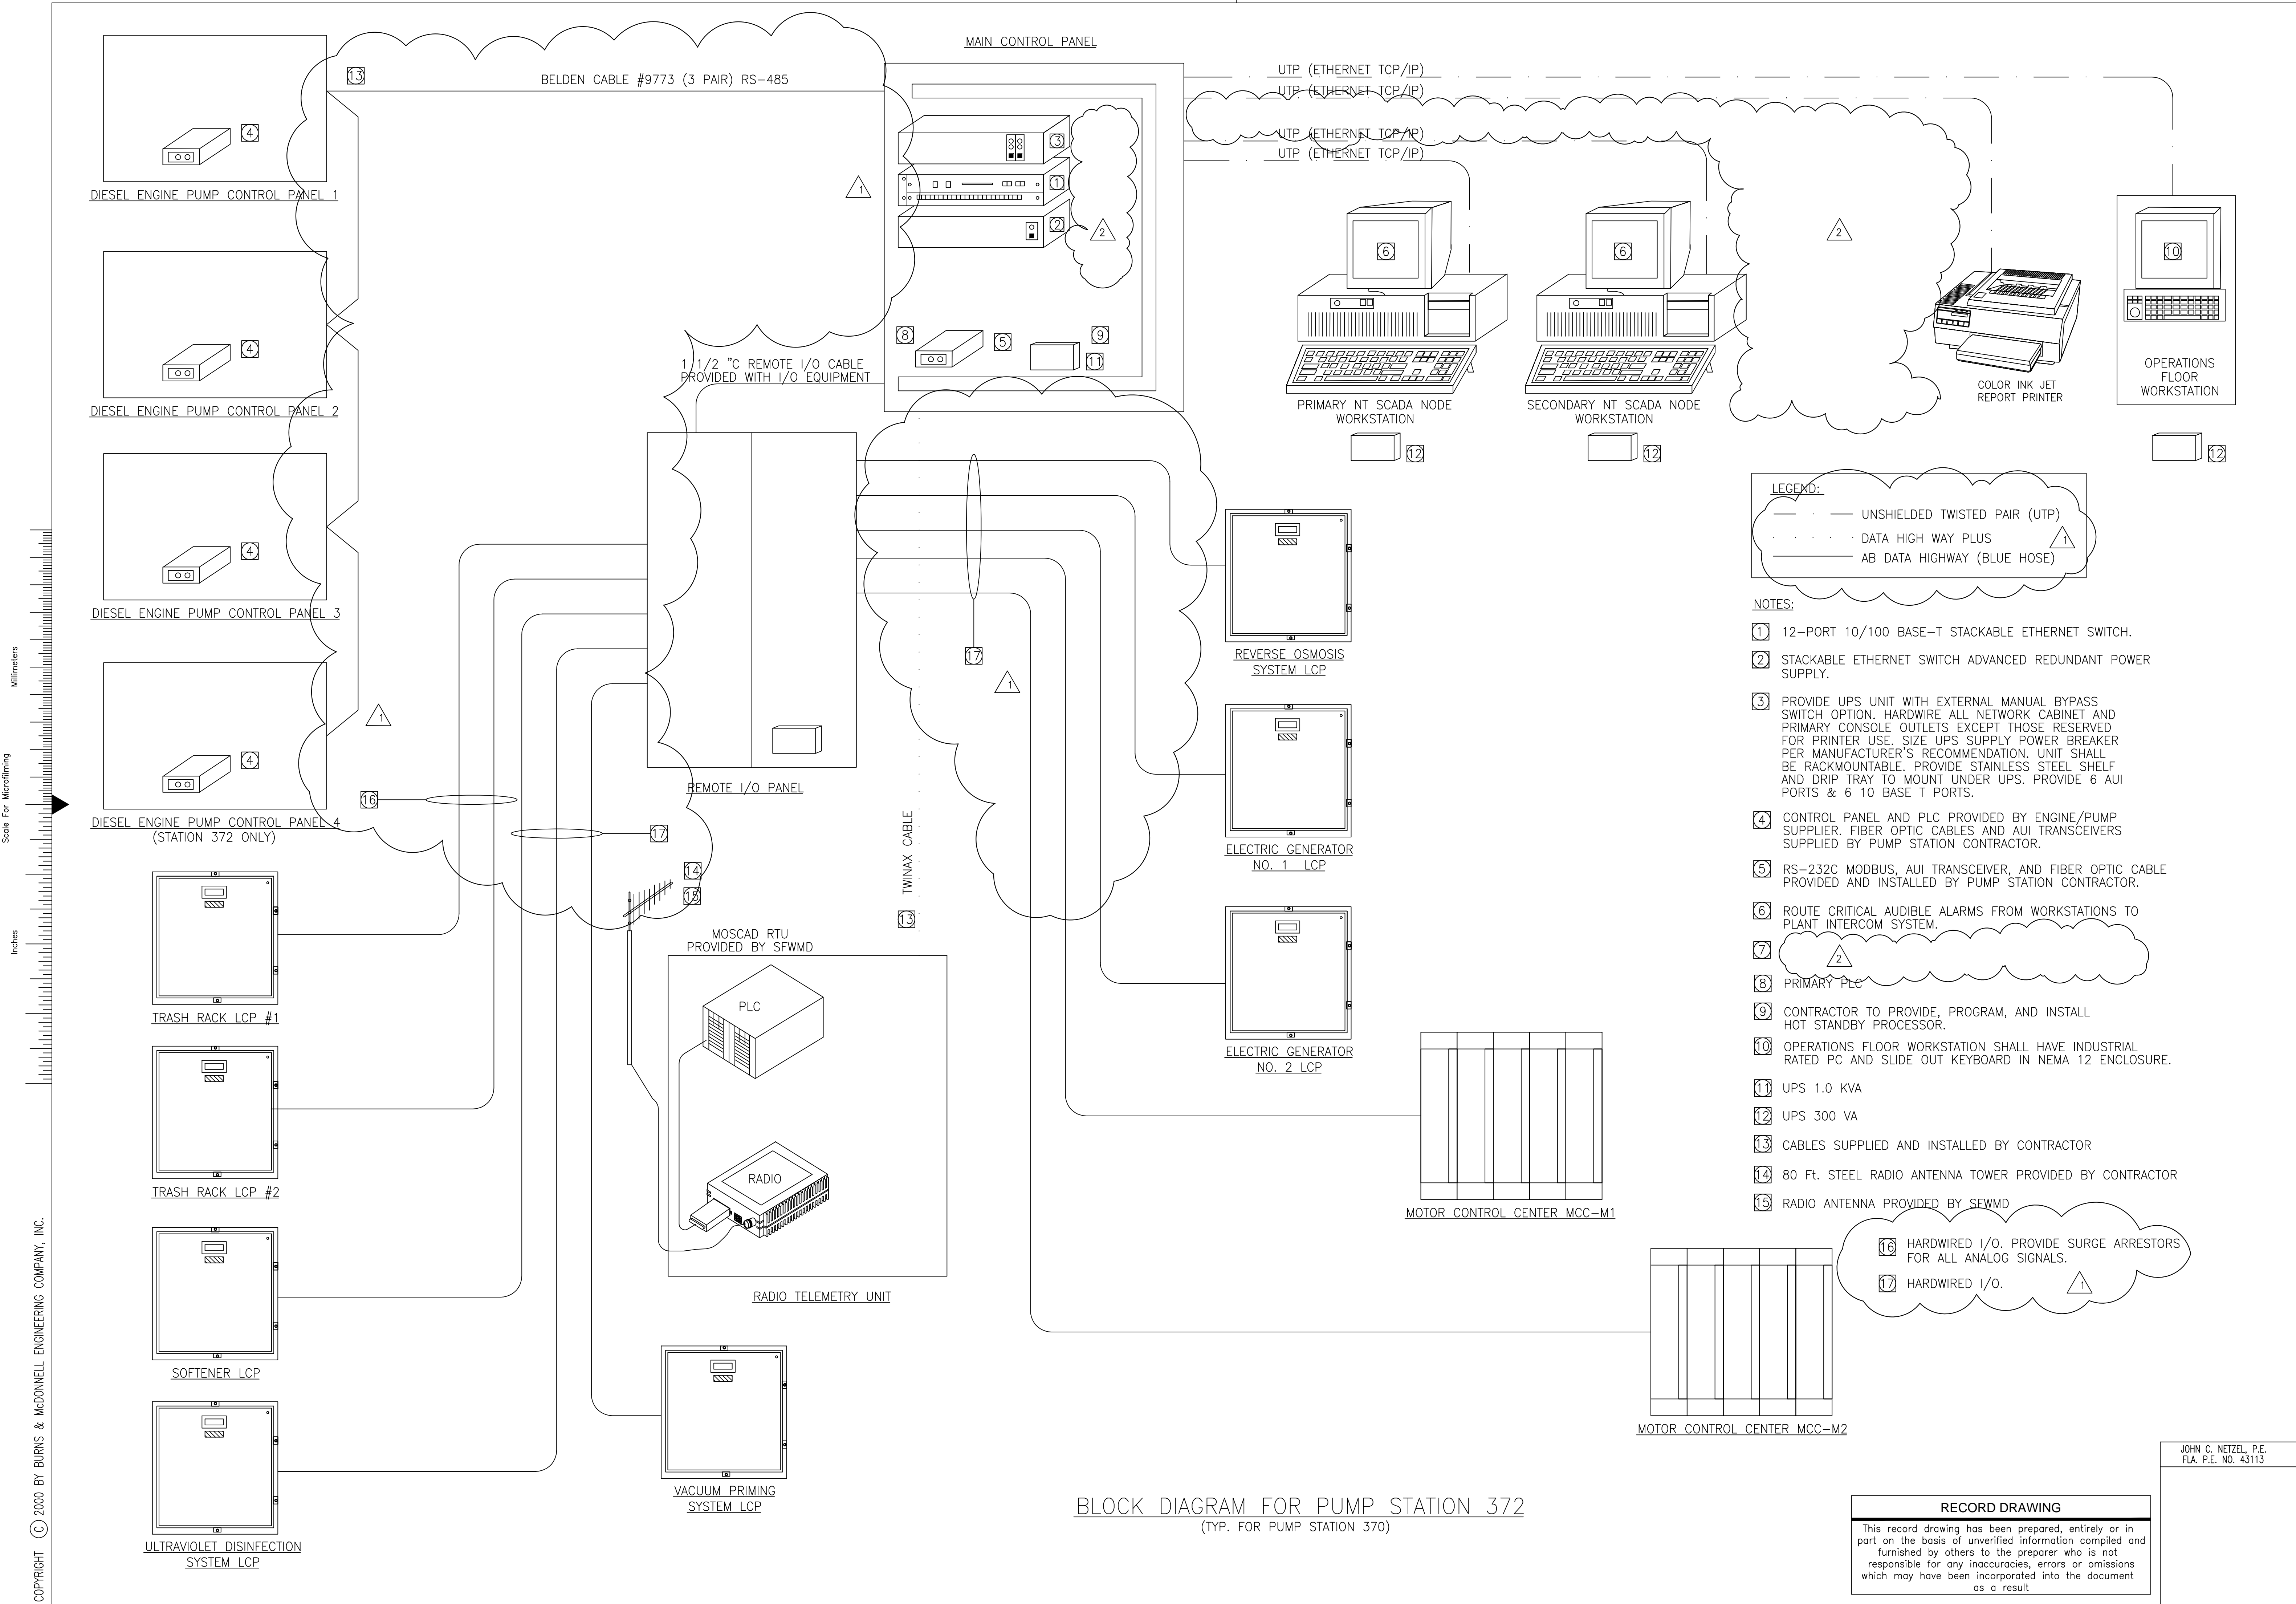 MAIN CONTROL PANEL
13
BELDEN CABLE #9773 (3 PAIR) RS-485
UTP (ETHERNET TCP/IP)
UTP (ETHERNET TCP/IP)
UTP (ETHERNET TCP/IP)
UTP (ETHERNET TCP/IP)
4
DIESEL ENGINE PUMP CONTROL PANEL 1
4
DIESEL ENGINE PUMP CONTROL PANEL 2
4
DIESEL ENGINE PUMP CONTROL PANEL 3
4
DIESEL ENGINE PUMP CONTROL PANEL 4
(STATION 372 ONLY)
1
1
3
1
2
2
8
5
9
11
1 1/2 "C REMOTE I/O CABLE
PROVIDED WITH I/O EQUIPMENT
6
PRIMARY NT SCADA NODE
WORKSTATION
12
6
SECONDARY NT SCADA NODE
WORKSTATION
12
2
COLOR INK JET
REPORT PRINTER
10
OPERATIONS
FLOOR
WORKSTATION
12
REMOTE I/O PANEL
16
17
14
15
17
1
TWINAX CABLE
13
MOSCAD RTU
PROVIDED BY SFWMD
PLC
RADIO
RADIO TELEMETRY UNIT
TRASH RACK LCP #1
TRASH RACK LCP #2
SOFTENER LCP
ULTRAVIOLET DISINFECTION
SYSTEM LCP
VACUUM PRIMING
SYSTEM LCP
REVERSE OSMOSIS
SYSTEM LCP
ELECTRIC GENERATOR
NO. 1 LCP
ELECTRIC GENERATOR
NO. 2 LCP
MOTOR CONTROL CENTER MCC-M1
MOTOR CONTROL CENTER MCC-M2
LEGEND:
UNSHIELDED TWISTED PAIR (UTP)
DATA HIGH WAY PLUS
1
AB DATA HIGHWAY (BLUE HOSE)
NOTES:
1 12-PORT 10/100 BASE-T STACKABLE ETHERNET SWITCH.
2 STACKABLE ETHERNET SWITCH ADVANCED REDUNDANT POWER
SUPPLY.
3 PROVIDE UPS UNIT WITH EXTERNAL MANUAL BYPASS
SWITCH OPTION. HARDWIRE ALL NETWORK CABINET AND
PRIMARY CONSOLE OUTLETS EXCEPT THOSE RESERVED
FOR PRINTER USE. SIZE UPS SUPPLY POWER BREAKER
PER MANUFACTURER'S RECOMMENDATION. UNIT SHALL
BE RACKMOUNTABLE. PROVIDE STAINLESS STEEL SHELF
AND DRIP TRAY TO MOUNT UNDER UPS. PROVIDE 6 AUI
PORTS & 6 10 BASE T PORTS.
4 CONTROL PANEL AND PLC PROVIDED BY ENGINE/PUMP
SUPPLIER. FIBER OPTIC CABLES AND AUI TRANSCEIVERS
SUPPLIED BY PUMP STATION CONTRACTOR.
5 RS-232C MODBUS, AUI TRANSCEIVER, AND FIBER OPTIC CABLE
PROVIDED AND INSTALLED BY PUMP STATION CONTRACTOR.
6 ROUTE CRITICAL AUDIBLE ALARMS FROM WORKSTATIONS TO
PLANT INTERCOM SYSTEM.
7
2
8 PRIMARY PLC
9 CONTRACTOR TO PROVIDE, PROGRAM, AND INSTALL
HOT STANDBY PROCESSOR.
10 OPERATIONS FLOOR WORKSTATION SHALL HAVE INDUSTRIAL
RATED PC AND SLIDE OUT KEYBOARD IN NEMA 12 ENCLOSURE.
11 UPS 1.0 KVA
12 UPS 300 VA
13 CABLES SUPPLIED AND INSTALLED BY CONTRACTOR
14 80 Ft. STEEL RADIO ANTENNA TOWER PROVIDED BY CONTRACTOR
15 RADIO ANTENNA PROVIDED BY SFWMD
16 HARDWIRED I/O. PROVIDE SURGE ARRESTORS
FOR ALL ANALOG SIGNALS.
17 HARDWIRED I/O.
1
BLOCK DIAGRAM FOR PUMP STATION 372
(TYP. FOR PUMP STATION 370)
JOHN C. NETZEL, P.E.
FLA. P.E. NO. 43113
RECORD DRAWING
This record drawing has been prepared, entirely or in
part on the basis of unverified information compiled and
furnished by others to the preparer who is not
responsible for any inaccuracies, errors or omissions
which may have been incorporated into the document
as a result
Millimeters
Scale For Microfilming
Inches
COPYRIGHT © 2000 BY BURNS & McDONNELL ENGINEERING COMPANY, INC.